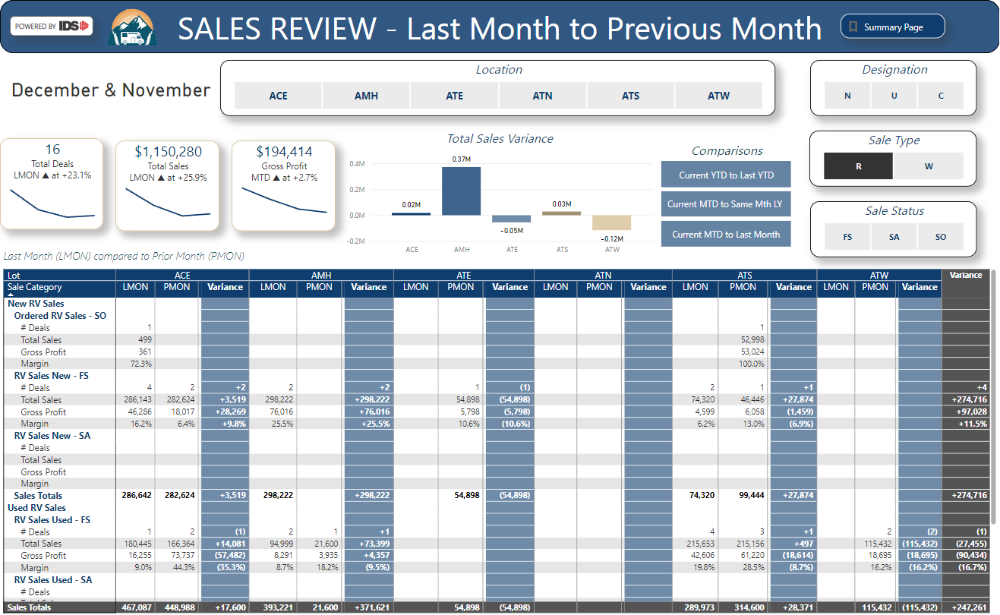 POWERED BY IDS
SALES REVIEW - Last Month to Previous Month
Summary Page
December & November
Location
ACE AMH ATE ATN ATS ATW
Designation
N U C
16
Total Deals
LMON ▲ at +23.1%
$1,150,280
Total Sales
LMON ▲ at +25.9%
$194,414
Gross Profit
MTD ▲ at +2.7%
Total Sales Variance
0.4M
0.2M
0.0M
-0.2M
0.02M
0.37M
-0.05M
0.03M
-0.12M
ACE AMH ATE ATS ATW
Comparisons
Current YTD to Last YTD
Current MTD to Same Mth LY
Current MTD to Last Month
Sale Type
R W
Sale Status
FS SA SO
Last Month (LMON) compared to Prior Month (PMON)
Lot ACE AMH ATE ATN ATS ATW Variance
Sale Category LMON PMON Variance LMON PMON Variance LMON PMON Variance LMON PMON Variance LMON PMON Variance LMON PMON Variance
New RV Sales
Ordered RV Sales - SO
# Deals 1 1
Total Sales 499 52,998
Gross Profit 361 53,024
Margin 72.3% 100.0%
RV Sales New - FS
# Deals 4 2 +2 2 +2 1 (1) 2 1 +1 +4
Total Sales 286,143 282,624 +3,519 298,222 +298,222 54,898 (54,898) 74,320 46,446 +27,874 +274,716
Gross Profit 46,286 18,017 +28,269 76,016 +76,016 5,798 (5,798) 4,599 6,058 (1,459) +97,028
Margin 16.2% 6.4% +9.8% 25.5% +25.5% 10.6% (10.6%) 6.2% 13.0% (6.9%) +11.5%
RV Sales New - SA
# Deals
Total Sales
Gross Profit
Margin
Sales Totals 286,642 282,624 +3,519 298,222 +298,222 54,898 (54,898) 74,320 99,444 +27,874 +274,716
Used RV Sales
RV Sales Used - FS
# Deals 1 2 (1) 2 1 +1 4 3 +1 2 (2) (1)
Total Sales 180,445 166,364 +14,081 94,999 21,600 +73,399 215,653 215,156 +497 115,432 (115,432) (27,455)
Gross Profit 16,255 73,737 (57,482) 8,291 3,935 +4,357 42,606 61,220 (18,614) 18,695 (18,695) (90,434)
Margin 9.0% 44.3% (35.3%) 8.7% 18.2% (9.5%) 19.8% 28.5% (8.7%) 16.2% (16.2%) (16.7%)
RV Sales Used - SA
# Deals
Sales Totals 467,087 448,988 +17,600 393,221 21,600 +371,621 54,898 (54,898) 289,973 314,600 +28,371 115,432 (115,432) +247,261